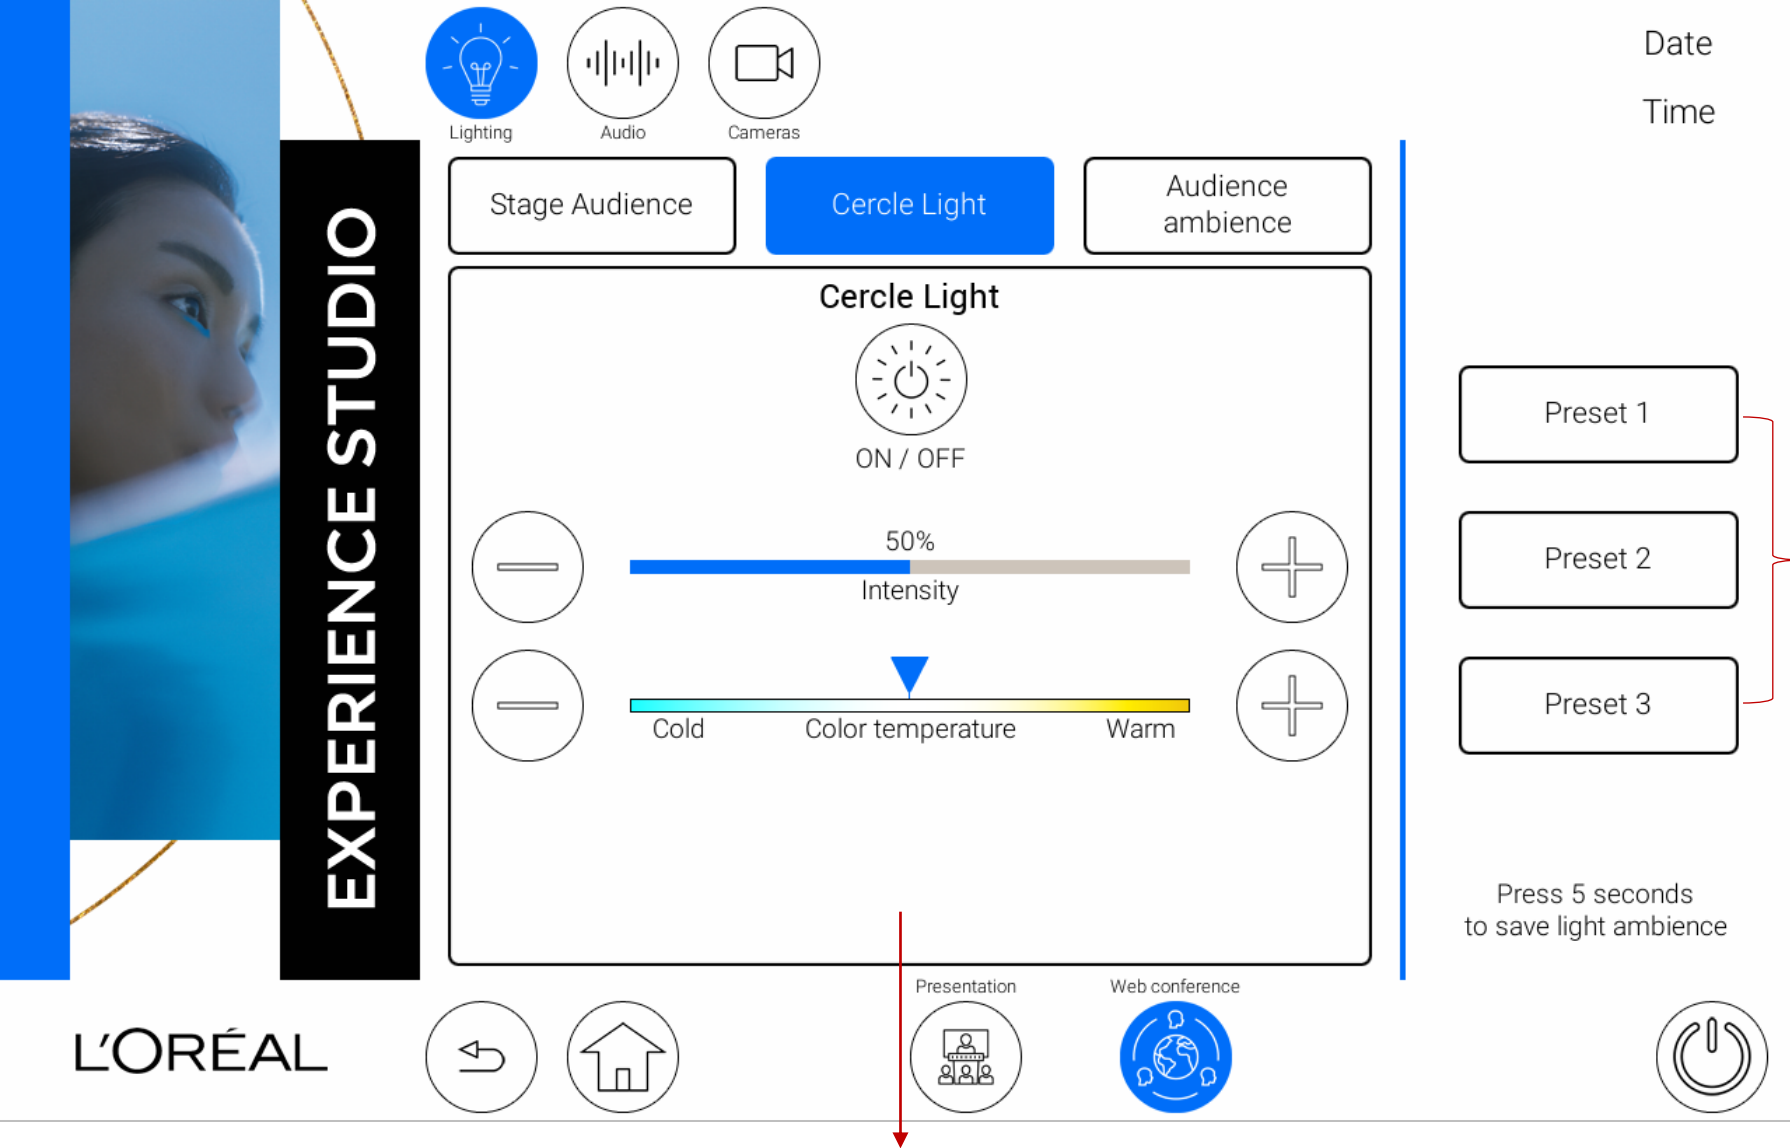 Lighting
Audio
Cameras
Date
Time
EXPERIENCE STUDIO
Stage Audience
Cercle Light
Audience
ambience
Cercle Light
ON / OFF
50%
Intensity
Cold
Color temperature
Warm
Preset 1
Preset 2
Preset 3
Press 5 seconds
to save light ambience
Presentation
Web conference
L'ORÉAL